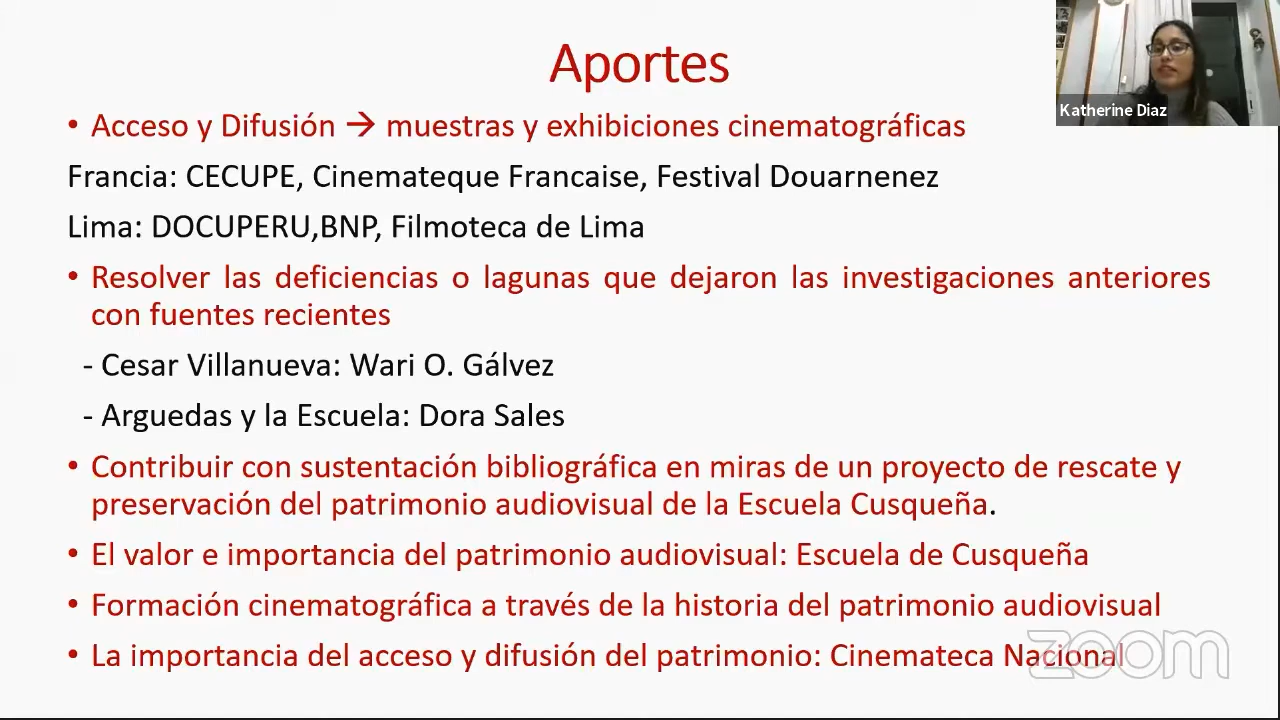 Aportes
Katherine Diaz
• Acceso y Difusión → muestras y exhibiciones cinematográficas
Francia: CECUPE, Cinemateque Francaise, Festival Douarnenez
Lima: DOCUPERU,BNP, Filmoteca de Lima
• Resolver las deficiencias o lagunas que dejaron las investigaciones anteriores
con fuentes recientes
- Cesar Villanueva: Wari O. Gálvez
- Arguedas y la Escuela: Dora Sales
• Contribuir con sustentación bibliográfica en miras de un proyecto de rescate y
preservación del patrimonio audiovisual de la Escuela Cusqueña.
• El valor e importancia del patrimonio audiovisual: Escuela de Cusqueña
• Formación cinematográfica a través de la historia del patrimonio audiovisual
• La importancia del acceso y difusión del patrimonio: Cinemateca Nacional
zoom